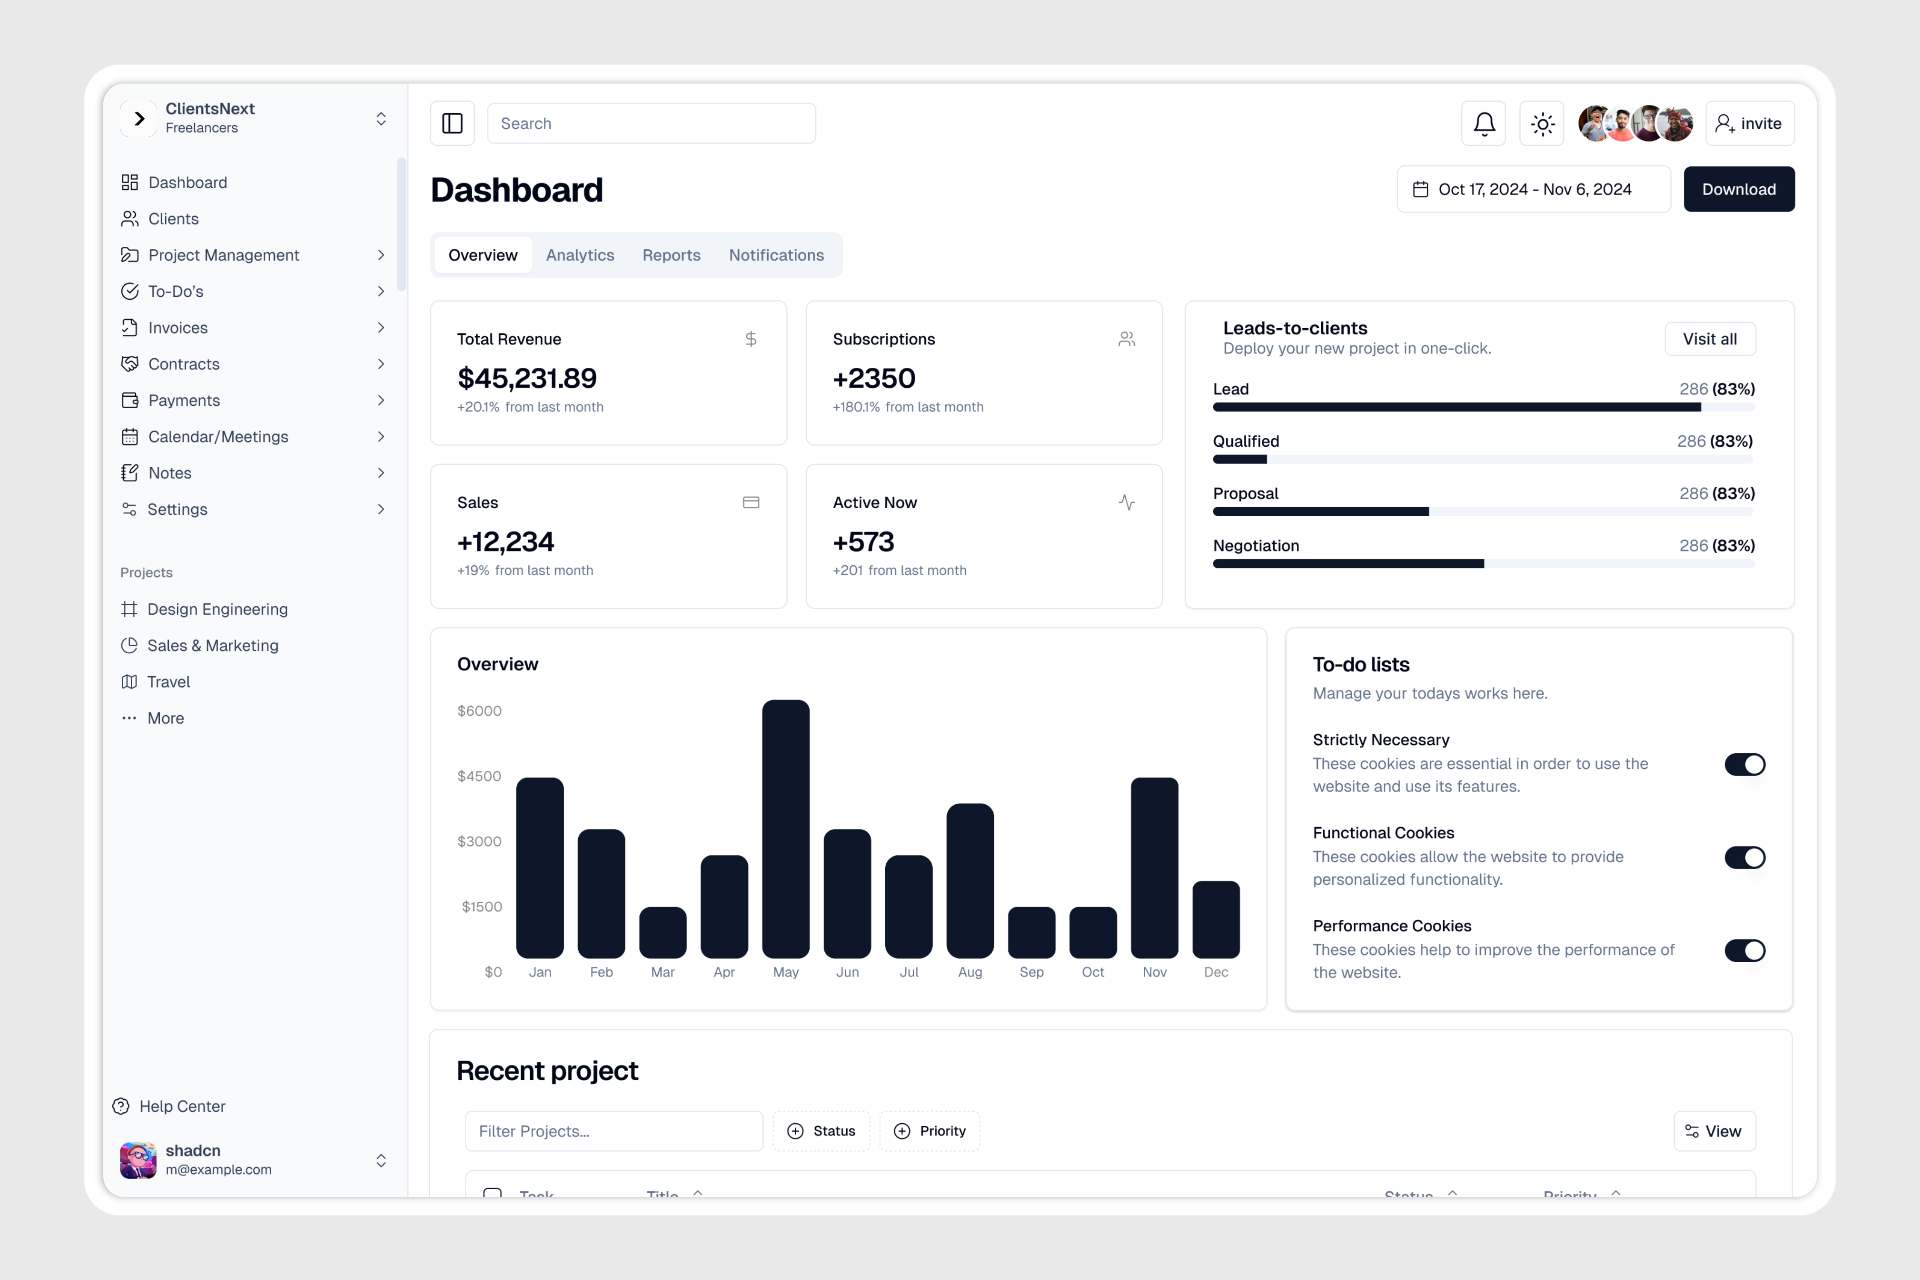 ClientsNext
Freelancers
Dashboard
Clients
Project Management
To-Do’s
Invoices
Contracts
Payments
Calendar/Meetings
Notes
Settings
Projects
Design Engineering
Sales & Marketing
Travel
More
Help Center
shadcn
m@example.com
Search
invite
Dashboard
Oct 17, 2024 - Nov 6, 2024
Download
Overview Analytics Reports Notifications
Total Revenue
$45,231.89
+20.1% from last month
Subscriptions
+2350
+180.1% from last month
Sales
+12,234
+19% from last month
Active Now
+573
+201 from last month
Leads-to-clients
Deploy your new project in one-click.
Visit all
Lead 286 (83%)
Qualified 286 (83%)
Proposal 286 (83%)
Negotiation 286 (83%)
Overview
$6000
$4500
$3000
$1500
$0
Jan Feb Mar Apr May Jun Jul Aug Sep Oct Nov Dec
To-do lists
Manage your todays works here.
Strictly Necessary
These cookies are essential in order to use the
website and use its features.
Functional Cookies
These cookies allow the website to provide
personalized functionality.
Performance Cookies
These cookies help to improve the performance of
the website.
Recent project
Filter Projects...
Status
Priority
View
Task Title Status Priority